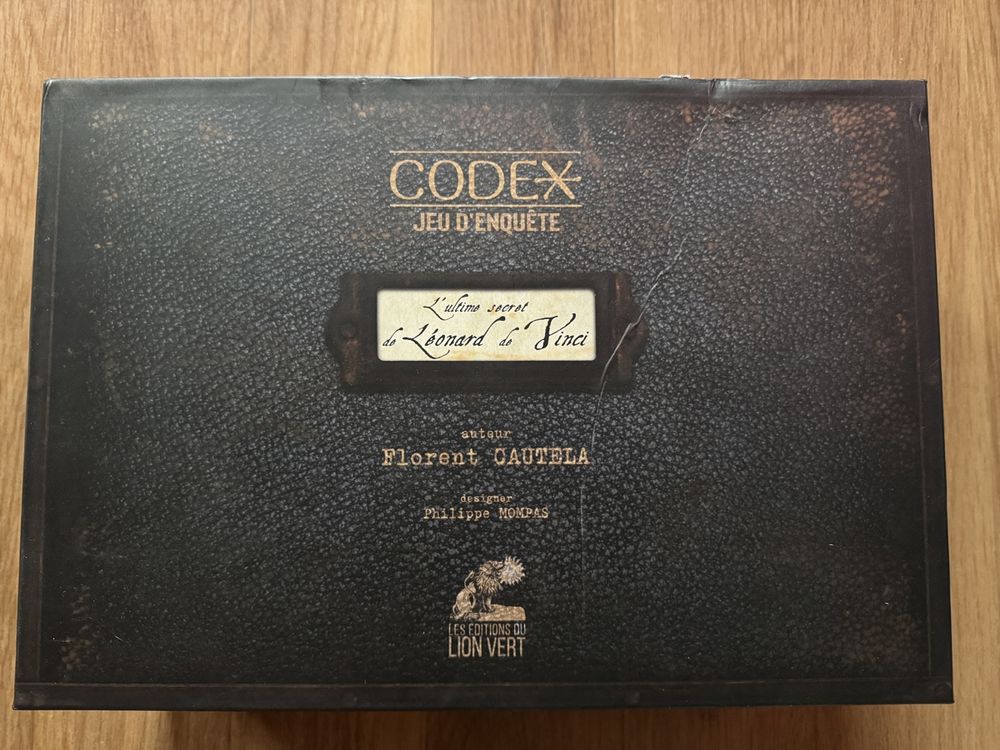 CODEX
JEU D'ENQUÊTE
L'ultime secret
de Léonard de Vinci
auteur
Florent CAUTELA
designer
Philippe MOMPAS
LES EDITIONS DU
LION VERT